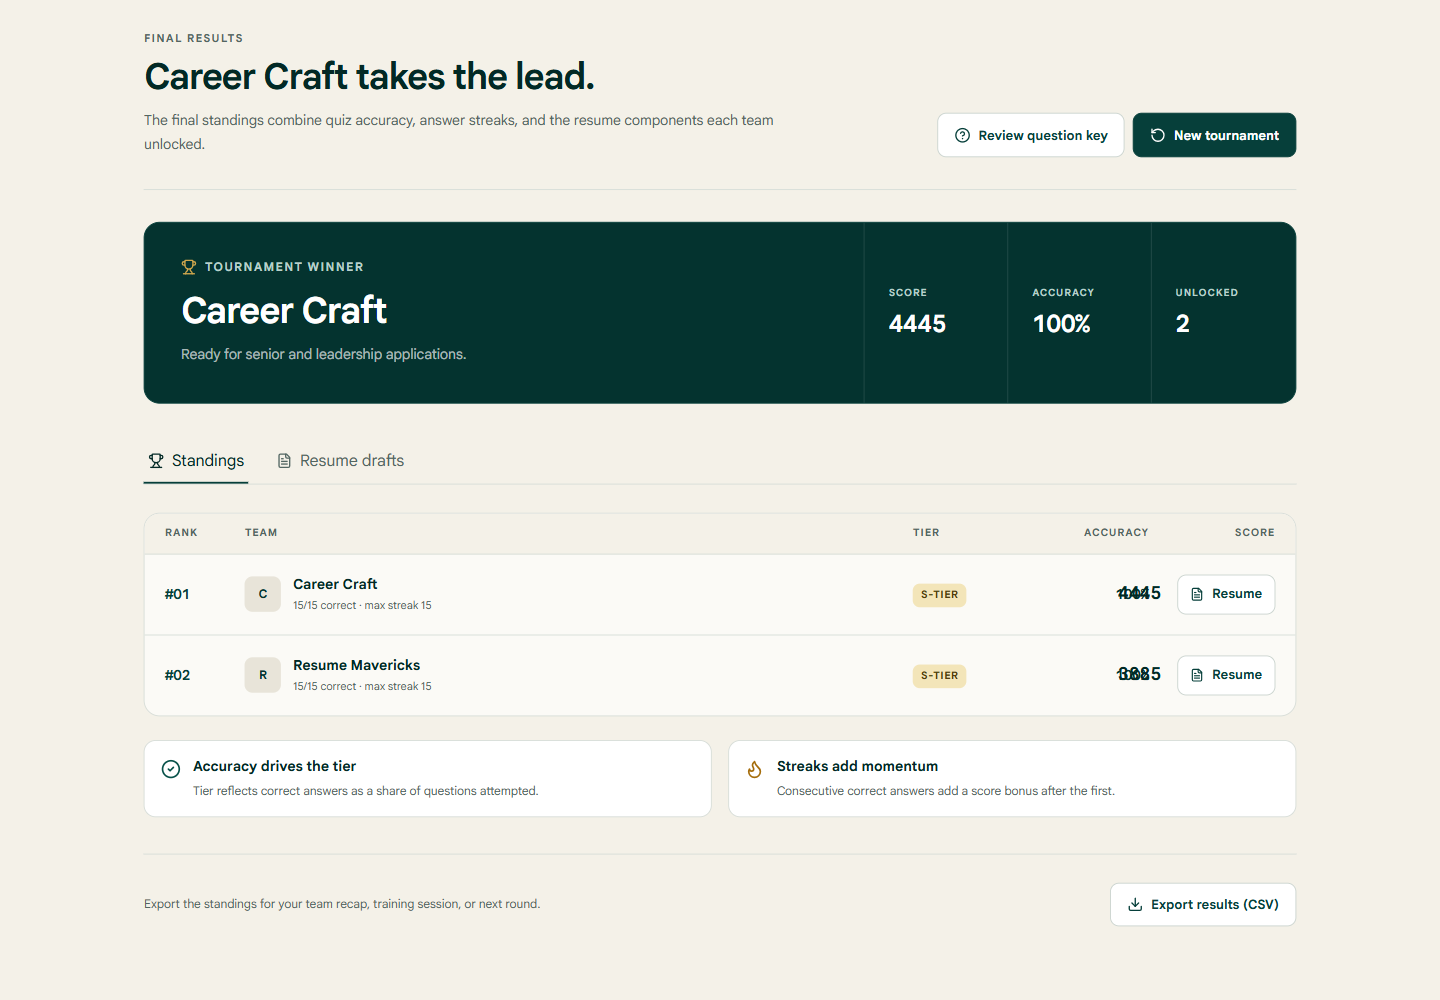 FINAL RESULTS
Career Craft takes the lead.
The final standings combine quiz accuracy, answer streaks, and the resume components each team
unlocked.
Review question key
New tournament
TOURNAMENT WINNER
Career Craft
Ready for senior and leadership applications.
SCORE
4445
ACCURACY
100%
UNLOCKED
2
Standings
Resume drafts
RANK TEAM TIER ACCURACY SCORE
#01 C Career Craft S-TIER 4445 Resume
15/15 correct · max streak 15
#02 R Resume Mavericks S-TIER Resume
15/15 correct · max streak 15
Accuracy drives the tier
Tier reflects correct answers as a share of questions attempted.
Streaks add momentum
Consecutive correct answers add a score bonus after the first.
Export the standings for your team recap, training session, or next round.
Export results (CSV)